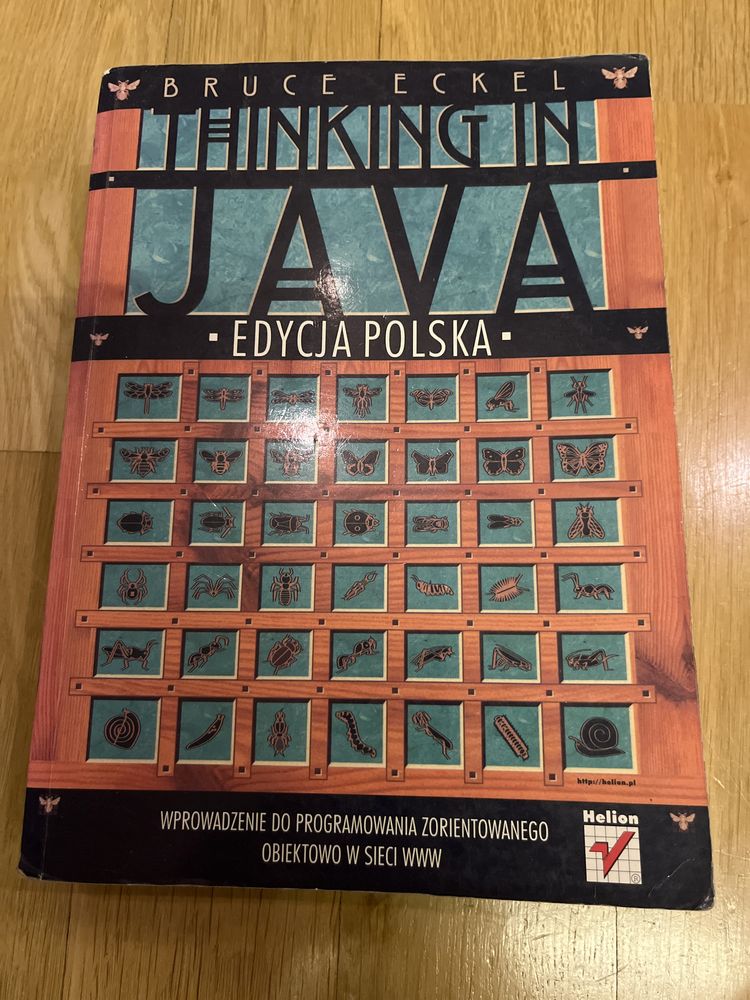 BRUCE ECKEL
THINKING IN
JAVA
• EDYCJA POLSKA •
http://helion.pl
WPROWADZENIE DO PROGRAMOWANIA ZORIENTOWANEGO
OBIEKTOWO W SIECI WWW
Helion
®